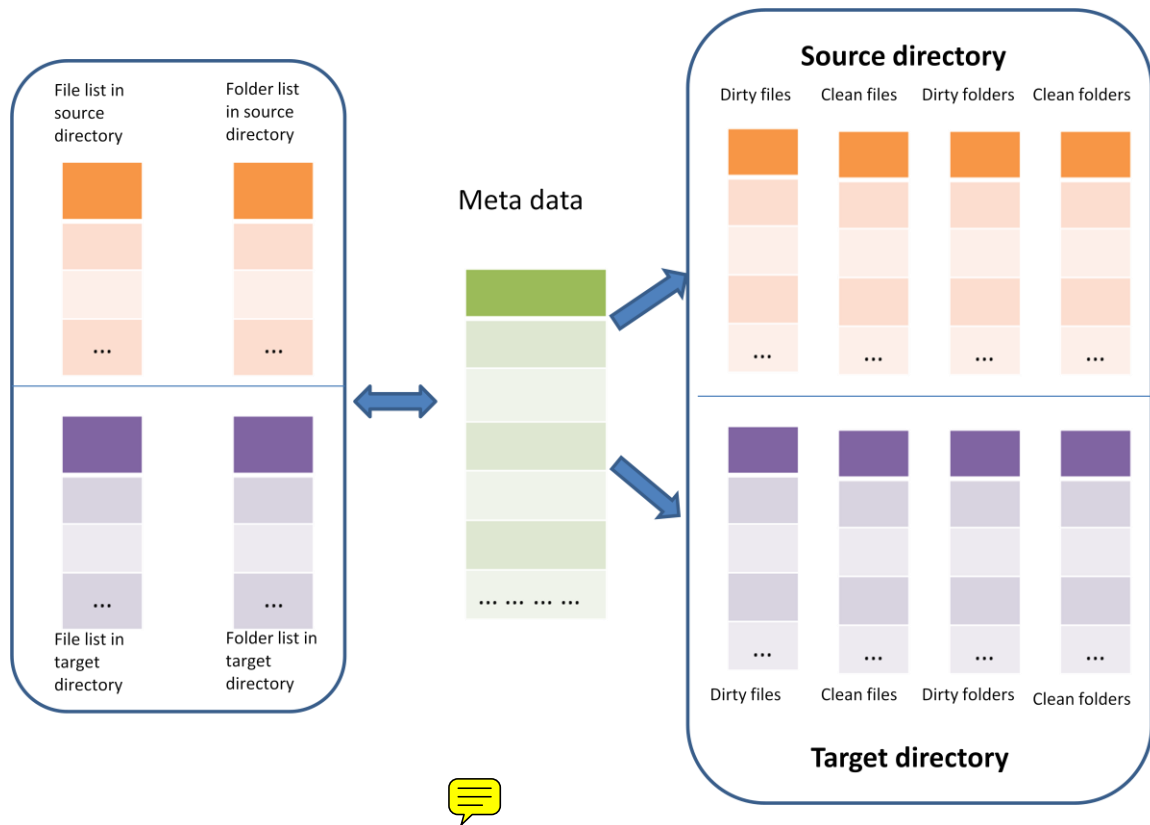 File list in
source
directory
Folder list
in source
directory
...
...
...
...
File list in
target
directory
Folder list in
target
directory
Meta data
... ... ... ...
Source directory
Dirty files
Clean files
Dirty folders
Clean folders
...
...
...
...
...
...
...
...
Dirty files
Clean files
Dirty folders
Clean folders
Target directory